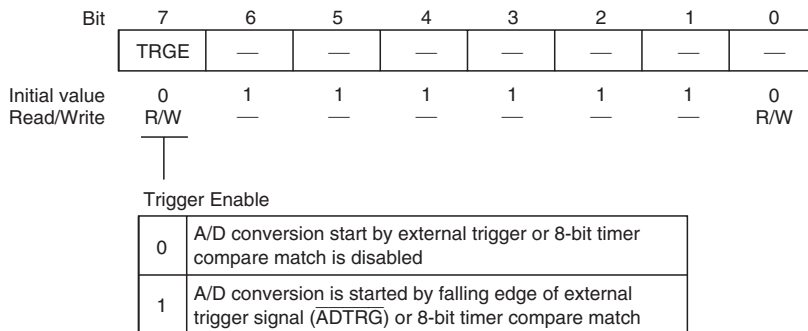 Bit 7 6 5 4 3 2 1 0
TRGE — — — — — — —
Initial value 0 1 1 1 1 1 1 0
Read/Write R/W — — — — — — R/W
Trigger Enable
0 A/D conversion start by external trigger or 8-bit timer
compare match is disabled
1 A/D conversion is started by falling edge of external
trigger signal (A̅D̅T̅R̅G̅) or 8-bit timer compare match